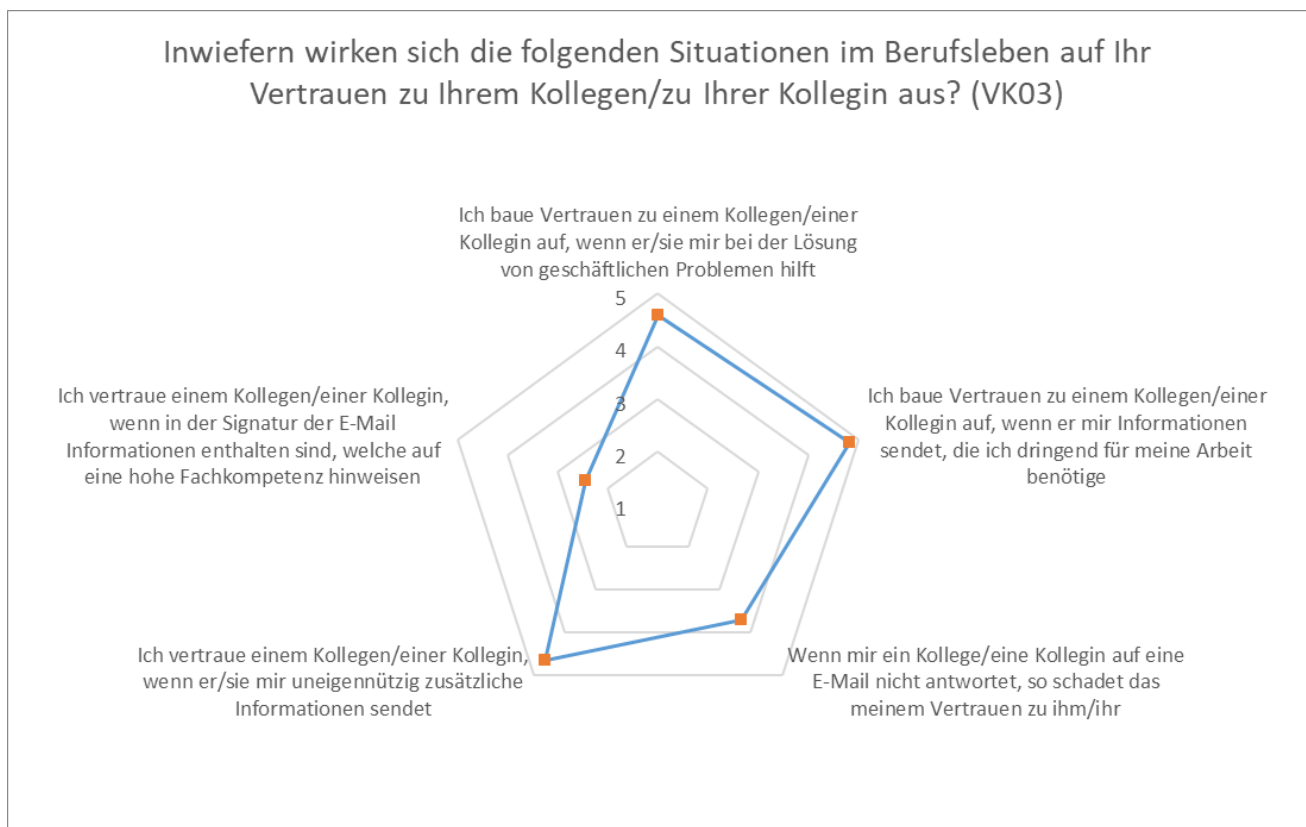 Inwiefern wirken sich die folgenden Situationen im Berufsleben auf Ihr
Vertrauen zu Ihrem Kollegen/zu Ihrer Kollegin aus? (VK03)
Ich baue Vertrauen zu einem Kollegen/einer
Kollegin auf, wenn er/sie mir bei der Lösung
von geschäftlichen Problemen hilft
5
4
3
2
1
Ich baue Vertrauen zu einem Kollegen/einer
Kollegin auf, wenn er mir Informationen
sendet, die ich dringend für meine Arbeit
benötige
Wenn mir ein Kollege/eine Kollegin auf eine
E-Mail nicht antwortet, so schadet das
meinem Vertrauen zu ihm/ihr
Ich vertraue einem Kollegen/einer Kollegin,
wenn er/sie mir uneigennützig zusätzliche
Informationen sendet
Ich vertraue einem Kollegen/einer Kollegin,
wenn in der Signatur der E-Mail
Informationen enthalten sind, welche auf
eine hohe Fachkompetenz hinweisen